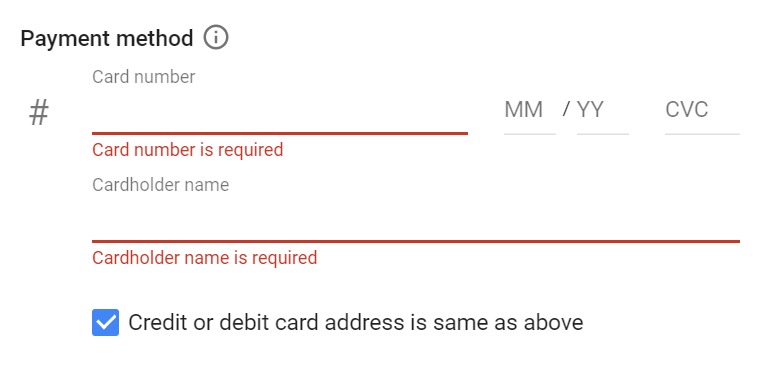 Payment method
Card number
# MM / YY CVC
Card number is required
Cardholder name
Cardholder name is required
Credit or debit card address is same as above